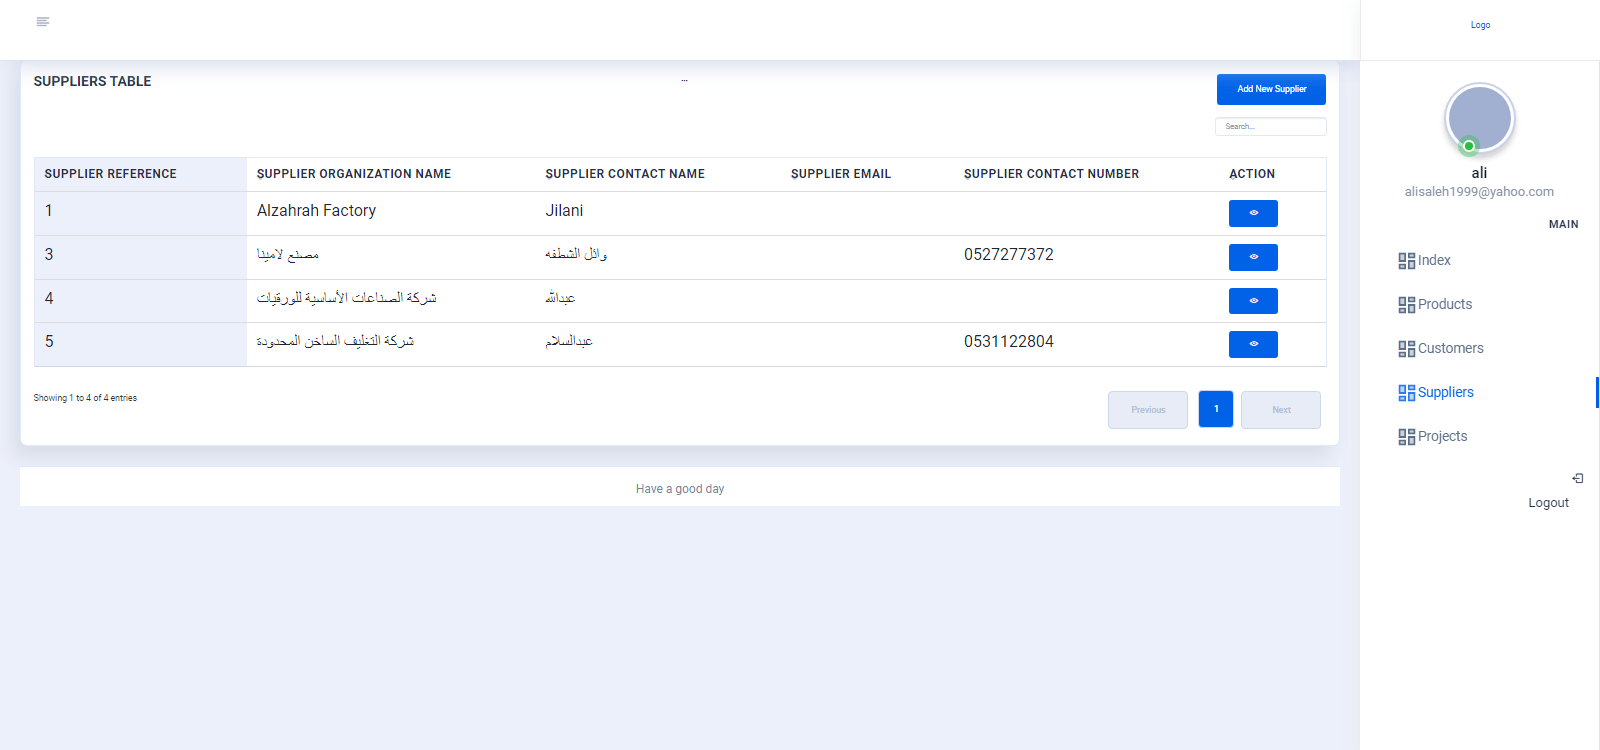 Logo
SUPPLIERS TABLE
...
Add New Supplier
Search...
SUPPLIER REFERENCE SUPPLIER ORGANIZATION NAME SUPPLIER CONTACT NAME SUPPLIER EMAIL SUPPLIER CONTACT NUMBER ACTION
1 Alzahrah Factory Jilani
3 مصنع لامينا وائل الشطفه 0527277372
4 شركة الصناعات الأساسية للورقيات عبدالله
5 شركة التغليف الساخن المحدودة عبدالسلام 0531122804
Showing 1 to 4 of 4 entries
Previous 1 Next
Have a good day
ali
alisaleh1999@yahoo.com
MAIN
Index
Products
Customers
Suppliers
Projects
Logout